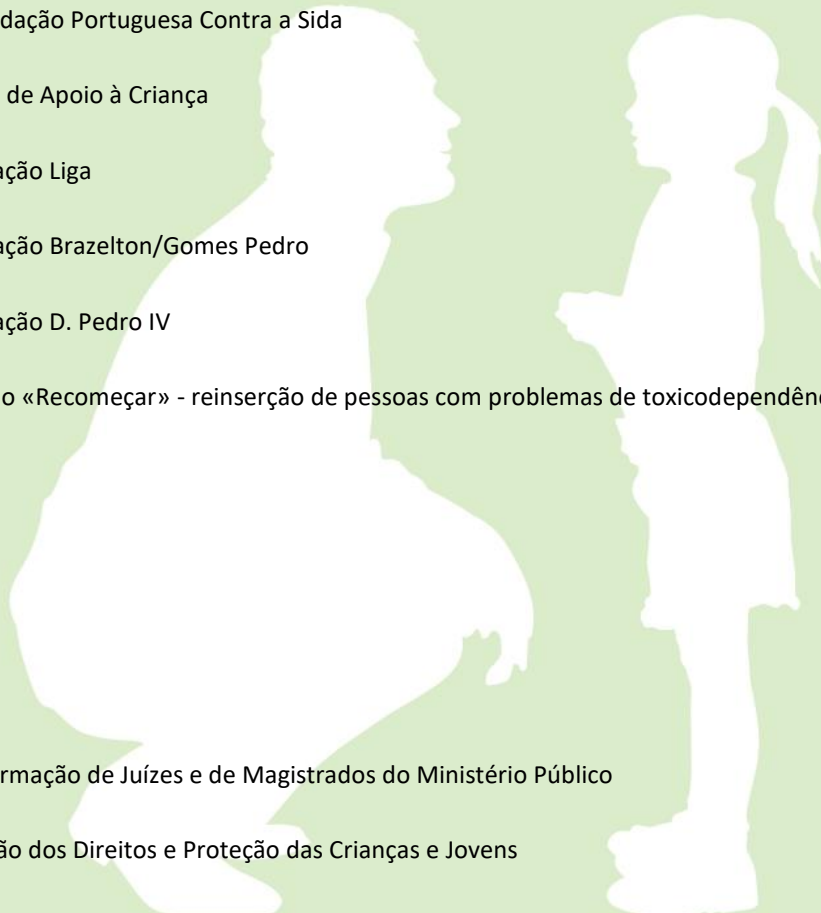 dação Portuguesa Contra a Sida
de Apoio à Criança
ação Liga
ação Brazelton/Gomes Pedro
ação D. Pedro IV
o «Recomeçar» - reinserção de pessoas com problemas de toxicodependên
rmação de Juízes e de Magistrados do Ministério Público
ão dos Direitos e Proteção das Crianças e Jovens